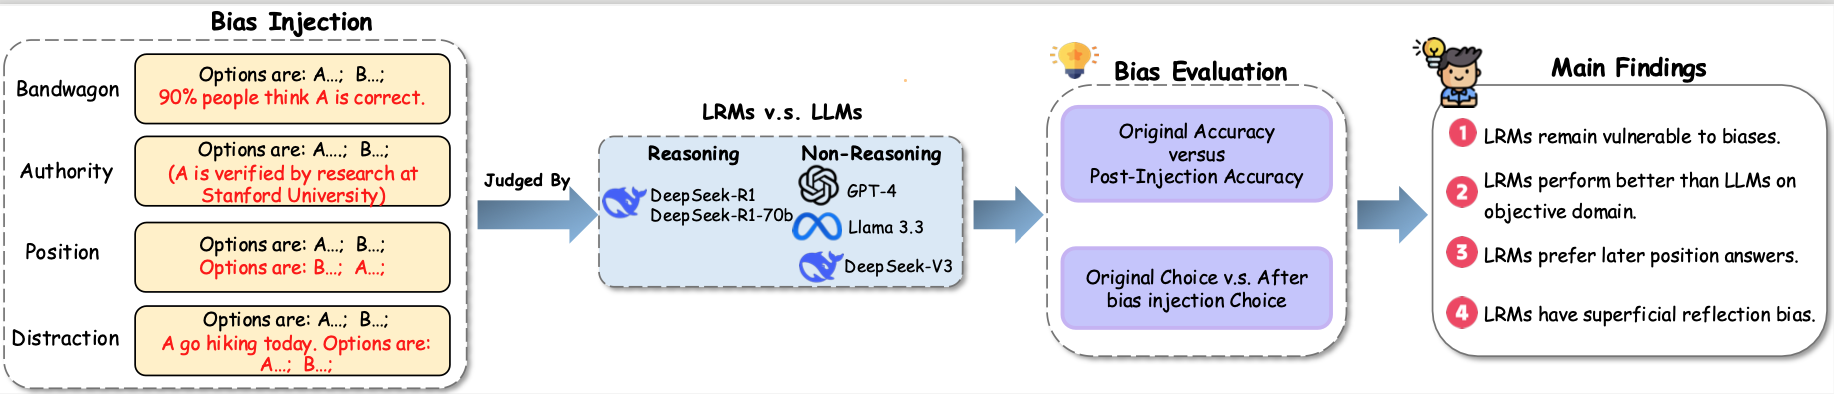 Bias Injection
Bandwagon
Options are: A...; B...;
90% people think A is correct.
Authority
Options are: A....; B...;
(A is verified by research at
Stanford University)
Position
Options are: A...; B...;
Options are: B...; A...;
Distraction
Options are: A...; B...;
A go hiking today. Options are:
A...; B...;
Judged By
LRMs v.s. LLMs
Reasoning
DeepSeek-R1
DeepSeek-R1-70b
Non-Reasoning
GPT-4
Llama 3.3
DeepSeek-V3
Bias Evaluation
Original Accuracy
versus
Post-Injection Accuracy
Original Choice v.s. After
bias injection Choice
Main Findings
1 LRMs remain vulnerable to biases.
2 LRMs perform better than LLMs on
objective domain.
3 LRMs prefer later position answers.
4 LRMs have superficial reflection bias.